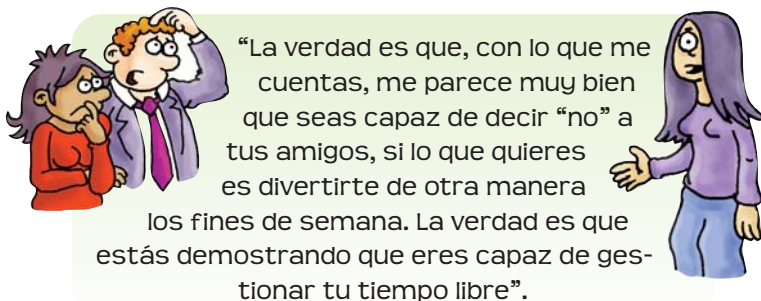 “La verdad es que, con lo que me
cuentas, me parece muy bien
que seas capaz de decir “no” a
tus amigos, si lo que quieres
es divertirte de otra manera
los fines de semana. La verdad es que
estás demostrando que eres capaz de ges-
tionar tu tiempo libre”.